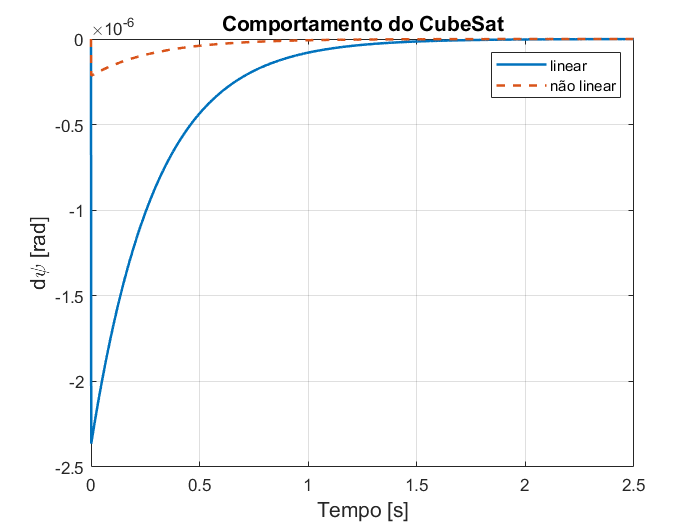 Comportamento do CubeSat
×10⁻⁶
linear
não linear
0
-0.5
-1
-1.5
-2
-2.5
dψ [rad]
0 0.5 1 1.5 2 2.5
Tempo [s]